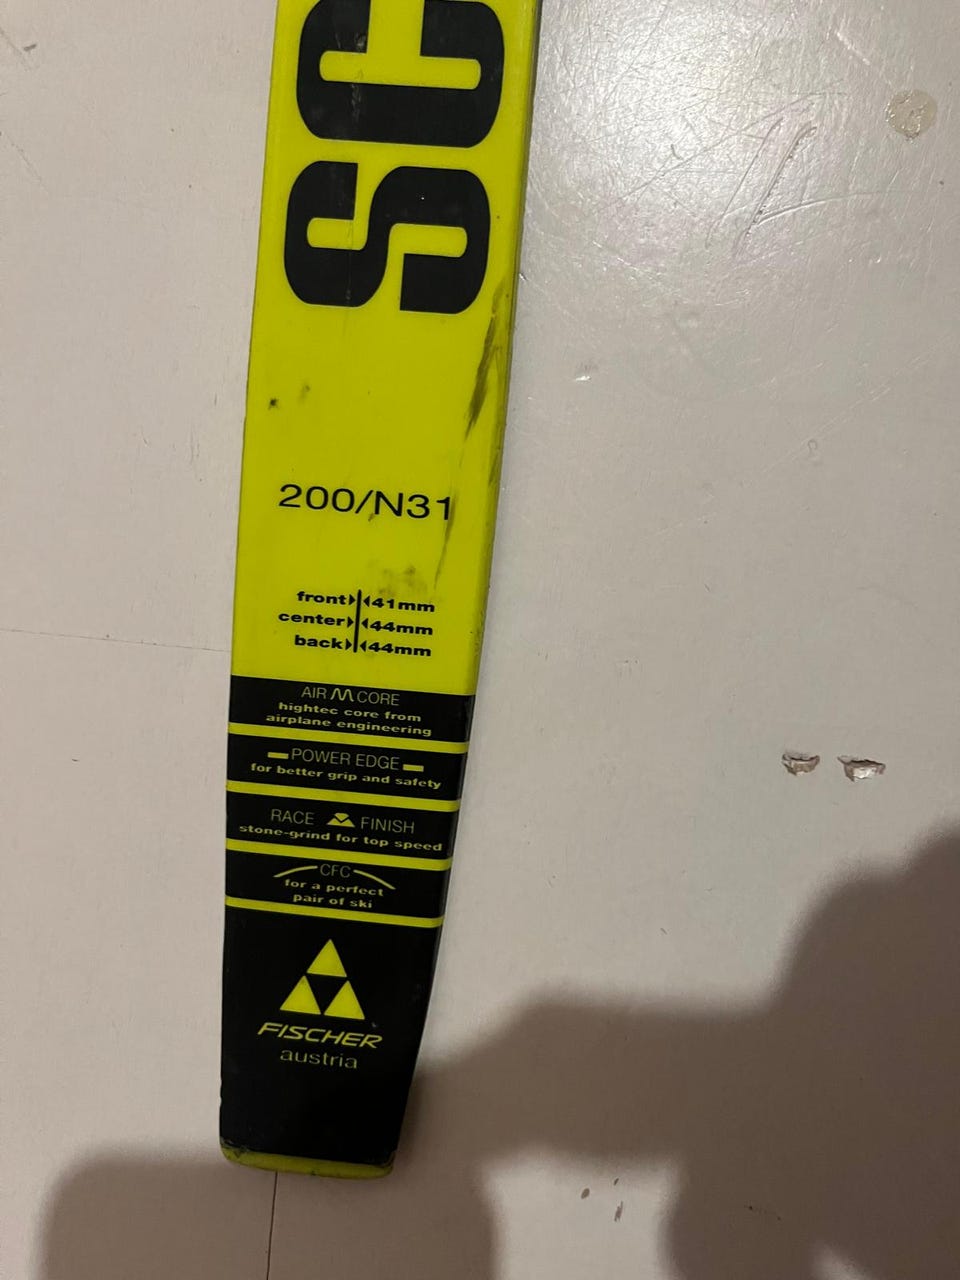 SC
200/N31
front 41mm
center 44mm
back 44mm
AIR CORE
hightec core from
airplane engineering
POWER EDGE
for better grip and safety
RACE FINISH
stone-grind for top speed
CFC
for a perfect
pair of ski
FISCHER
austria